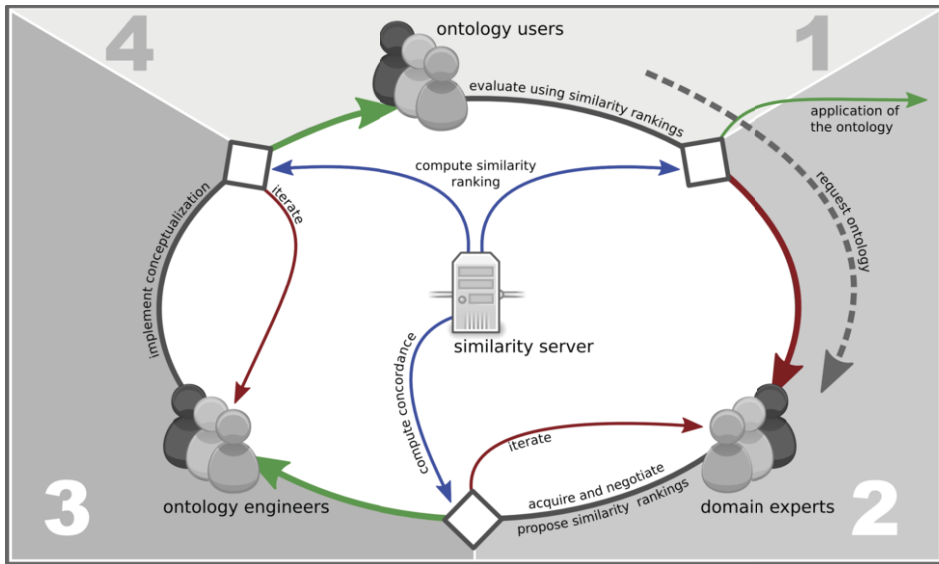 4
ontology users
1
evaluate using similarity rankings
application of
the ontology
compute similarity
ranking
request ontology
iterate
implement conceptualization
similarity server
compute concordance
iterate
acquire and negotiate
propose similarity rankings
3
ontology engineers
domain experts
2